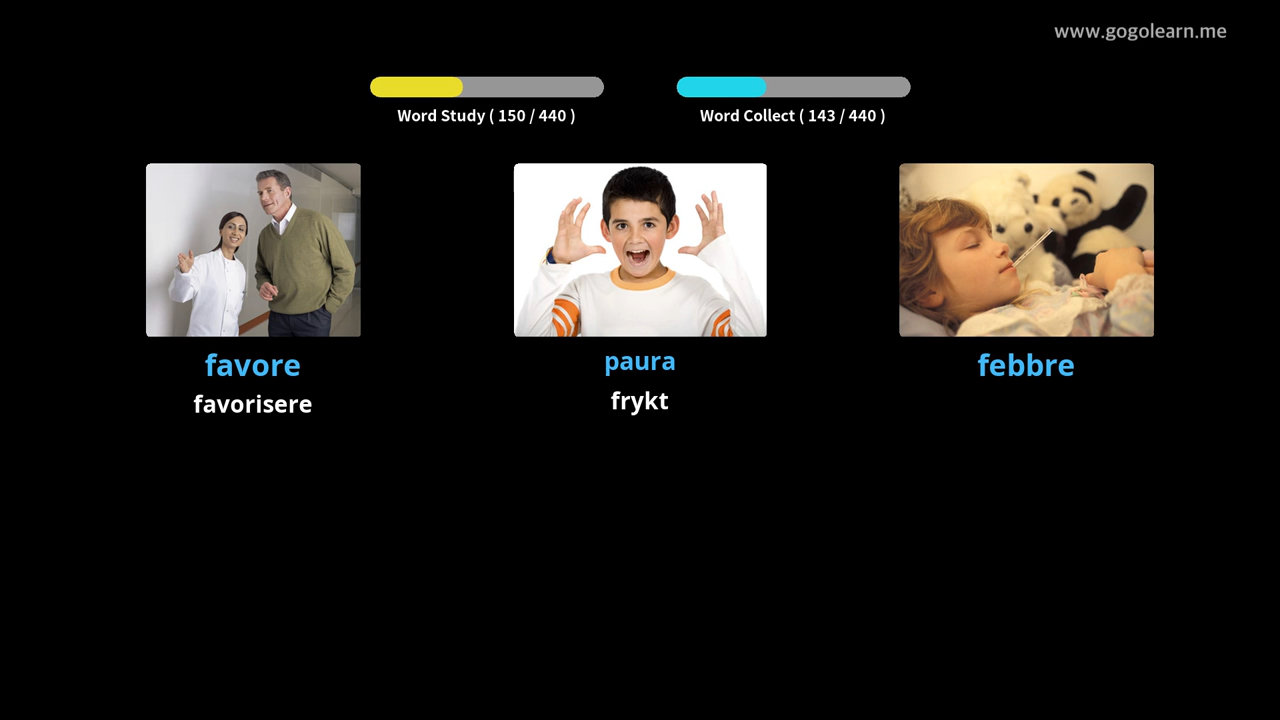 www.gogolearn.me
Word Study ( 150 / 440 )
Word Collect ( 143 / 440 )
favore
paura
febbre
favorisere
frykt